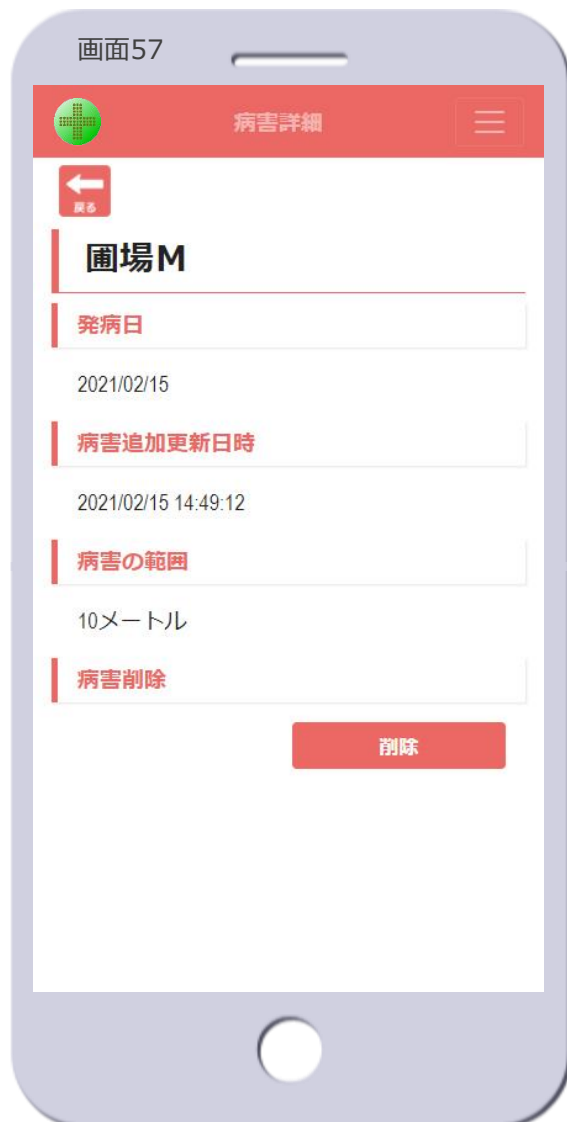 画面57
病害詳細
戻る
圃場M
発病日
2021/02/15
病害追加更新日時
2021/02/15 14:49:12
病害の範囲
10メートル
病害削除
削除